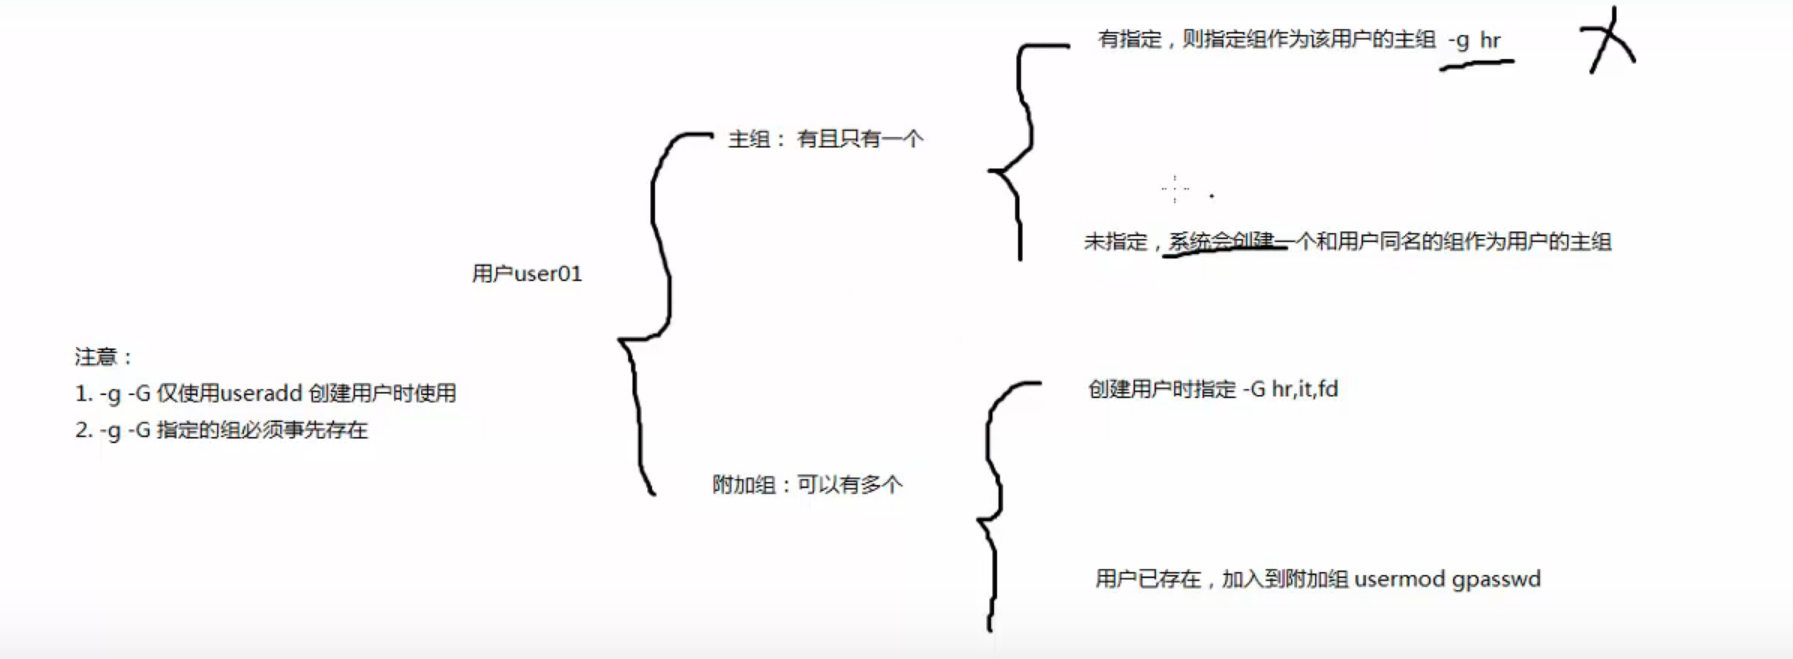 有指定，则指定组作为该用户的主组 -g hr
主组： 有且只有一个
未指定，系统会创建一个和用户同名的组作为用户的主组
用户user01
注意：
1. -g -G 仅使用useradd 创建用户时使用
2. -g -G 指定的组必须事先存在
创建用户时指定 -G hr,it,fd
附加组：可以有多个
用户已存在，加入到附加组 usermod gpasswd